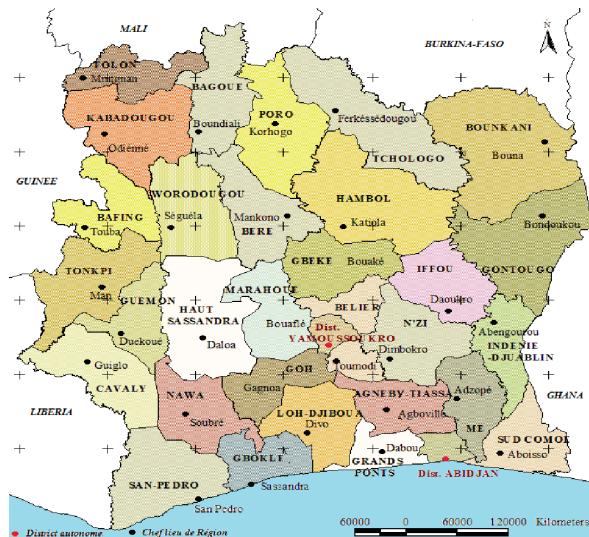 MALI
BURKINA-FASO
N
TOLON
Minignan
BAGOUE
KABADOUGOU
PORO
Boundiali
Korhogo
Ferkéssédougou
BOUNKANI
Odiénné
Bouna
TCHOLOGO
GUINEE
WORODOUGOU
HAMBOL
BAFING
Séguéla
Mankono
Touba
BERE
Katiola
Bondoukou
GBEKE
Bouaké
IFFOU
TONKPI
MARAHOUE
GONTOUGO
Man
GUEMON
HAUT
SASSANDRA
BELIER
Daoukro
Bouaflé
Dist.
YAMOUSSOUKRO
N'ZI
Abengourou
Duekoué
Daloa
INDENIE
-DJUABLIN
Guiglo
Toumodi
Dimbokro
GOH
CAVALY
Gagnoa
AGNEBY-TIASSA
Adzopé
NAWA
GHANA
LIBERIA
Soubré
LOH-DJIBOUA
Agboville
Divo
ME
SUD COMOE
Dabou
GBOKLE
GRANDS
PONTS
Aboisso
Dist. ABIDJAN
SAN-PEDRO
Sassandra
San Pedro
60000 0 60000 120000 Kilometers
District autonome
Chef lieu de Région